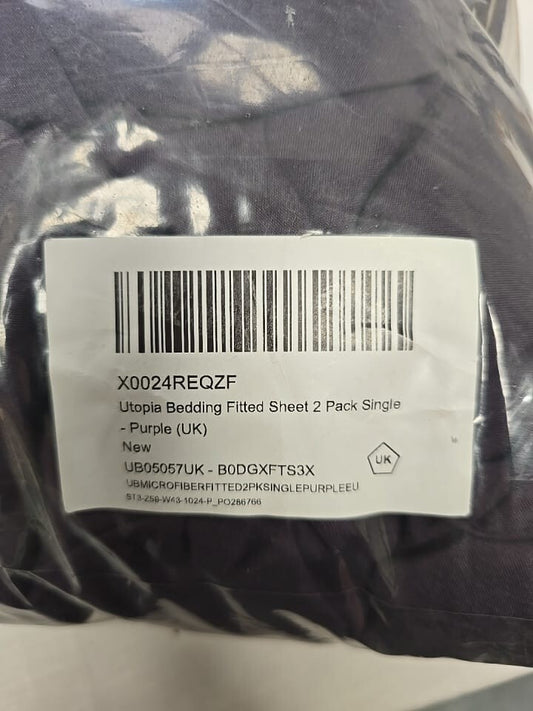 X0024REQZF
Utopia Bedding Fitted Sheet 2 Pack Single
- Purple (UK)
New
UB05057UK - B0DGXFTS3X
UK
UBMICROFIBERFITTED2PKSINGLEPURPLEEU
ST3-Z58-W43-1024-P_PO286766